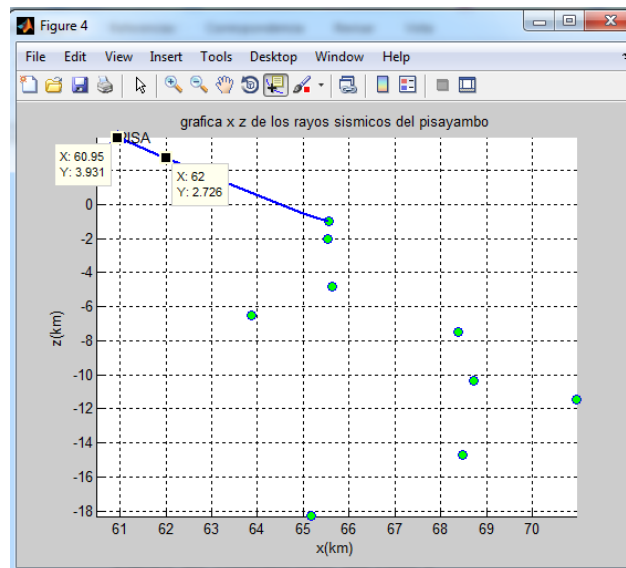 Figure 4
File Edit View Insert Tools Desktop Window Help
grafica x z de los rayos sismicos del pisayambo
X: 60.95
Y: 3.931
X: 62
Y: 2.726
0
-2
-4
-6
-8
-10
-12
-14
-16
-18
z(km)
61 62 63 64 65 66 67 68 69 70
x(km)